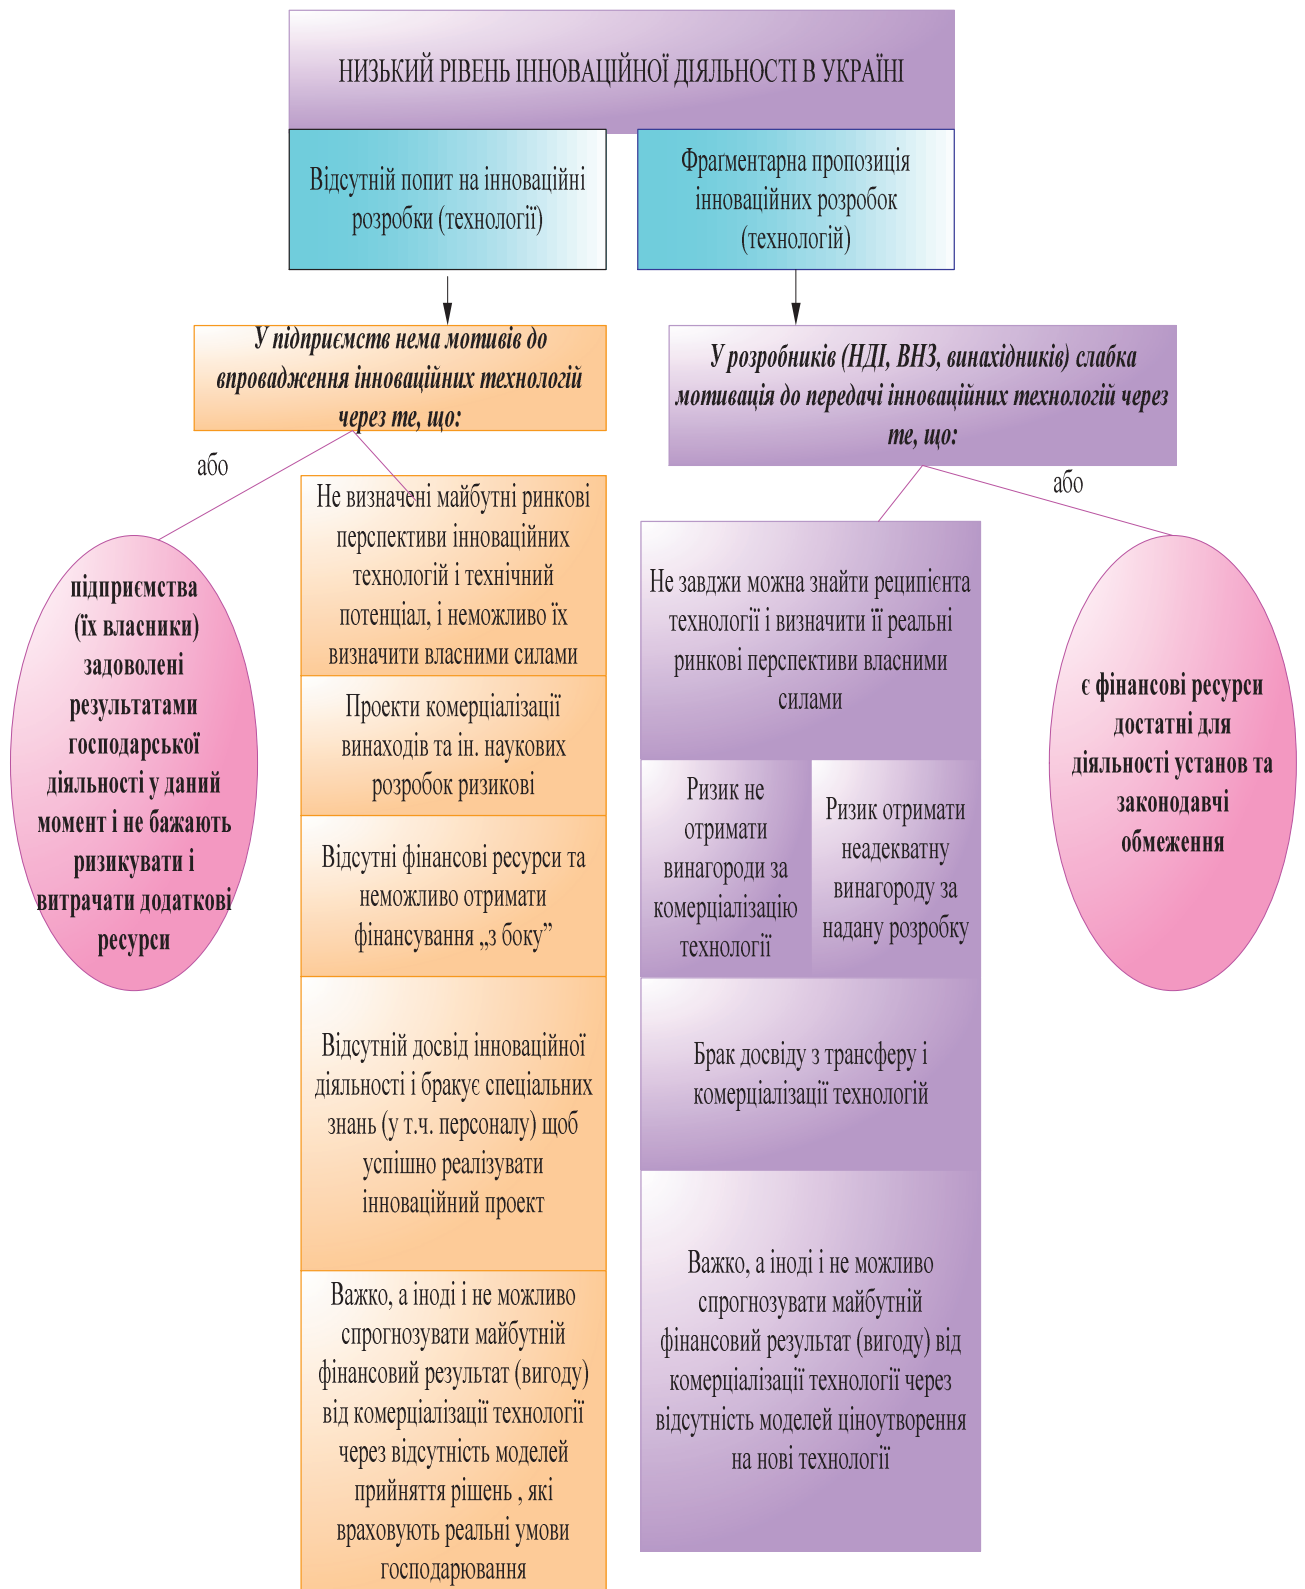 НИЗЬКИЙ РІВЕНЬ ІННОВАЦІЙНОЇ ДІЯЛЬНОСТІ В УКРАЇНІ
Відсутній попит на інноваційні
розробки (технології)
Фрагментарна пропозиція
інноваційних розробок
(технологій)
У підприємств нема мотивів до
впровадження інноваційних технологій
через те, що:
У розробників (НДІ, ВНЗ, винахідників) слабка
мотивація до передачі інноваційних технологій через
те, що:
або
або
підприємства
(їх власники)
задоволені
результатами
господарської
діяльності у даний
момент і не бажають
ризикувати і
витрачати додаткові
ресурси
Не визначені майбутні ринкові
перспективи інноваційних
технологій і технічний
потенціал, і неможливо їх
визначити власними силами
Проекти комерціалізації
винаходів та ін. наукових
розробок ризикові
Відсутні фінансові ресурси та
неможливо отримати
фінансування „з боку”
Відсутній досвід інноваційної
діяльності і бракує спеціальних
знань (у т.ч. персоналу) щоб
успішно реалізувати
інноваційний проект
Важко, а іноді і не можливо
спрогнозувати майбутній
фінансовий результат (вигоду)
від комерціалізації технології
через відсутність моделей
прийняття рішень , які
враховують реальні умови
господарювання
Не завджи можна знайти реципієнта
технології і визначити її реальні
ринкові перспективи власними
силами
Ризик не
отримати
винагороди за
комерціалізацію
технології
Ризик отримати
неадекватну
винагороду за
надану розробку
Брак досвіду з трансферу і
комерціалізації технологій
Важко, а іноді і не можливо
спрогнозувати майбутній
фінансовий результат (вигоду) від
комерціалізації технології через
відсутність моделей ціноутворення
на нові технології
є фінансові ресурси
достатні для
діяльності установ та
законодавчі
обмеження